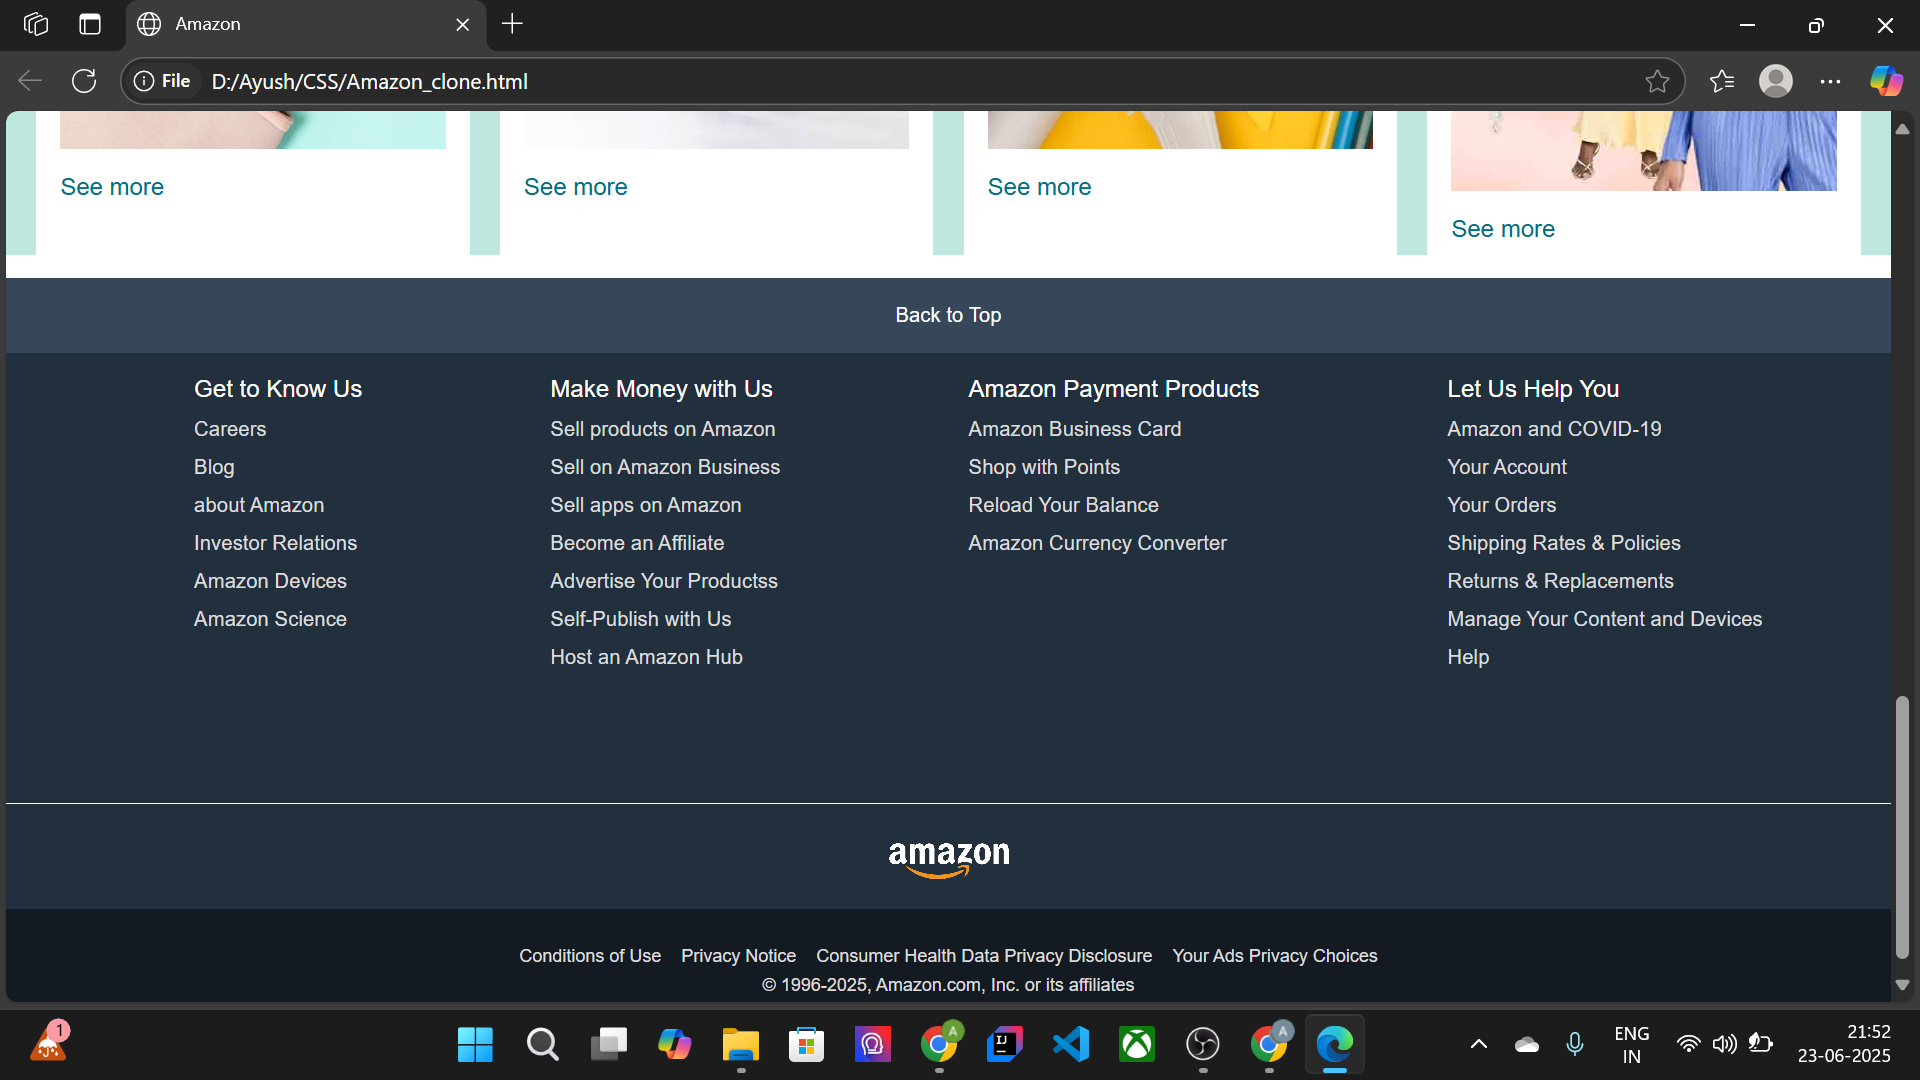 Amazon
File D:/Ayush/CSS/Amazon_clone.html
See more
See more
See more
See more
Back to Top
Get to Know Us
Careers
Blog
about Amazon
Investor Relations
Amazon Devices
Amazon Science
Make Money with Us
Sell products on Amazon
Sell on Amazon Business
Sell apps on Amazon
Become an Affiliate
Advertise Your Productss
Self-Publish with Us
Host an Amazon Hub
Amazon Payment Products
Amazon Business Card
Shop with Points
Reload Your Balance
Amazon Currency Converter
Let Us Help You
Amazon and COVID-19
Your Account
Your Orders
Shipping Rates & Policies
Returns & Replacements
Manage Your Content and Devices
Help
amazon
Conditions of Use Privacy Notice Consumer Health Data Privacy Disclosure Your Ads Privacy Choices
© 1996-2025, Amazon.com, Inc. or its affiliates
1
A
IJ
A
ENG
IN
21:52
23-06-2025